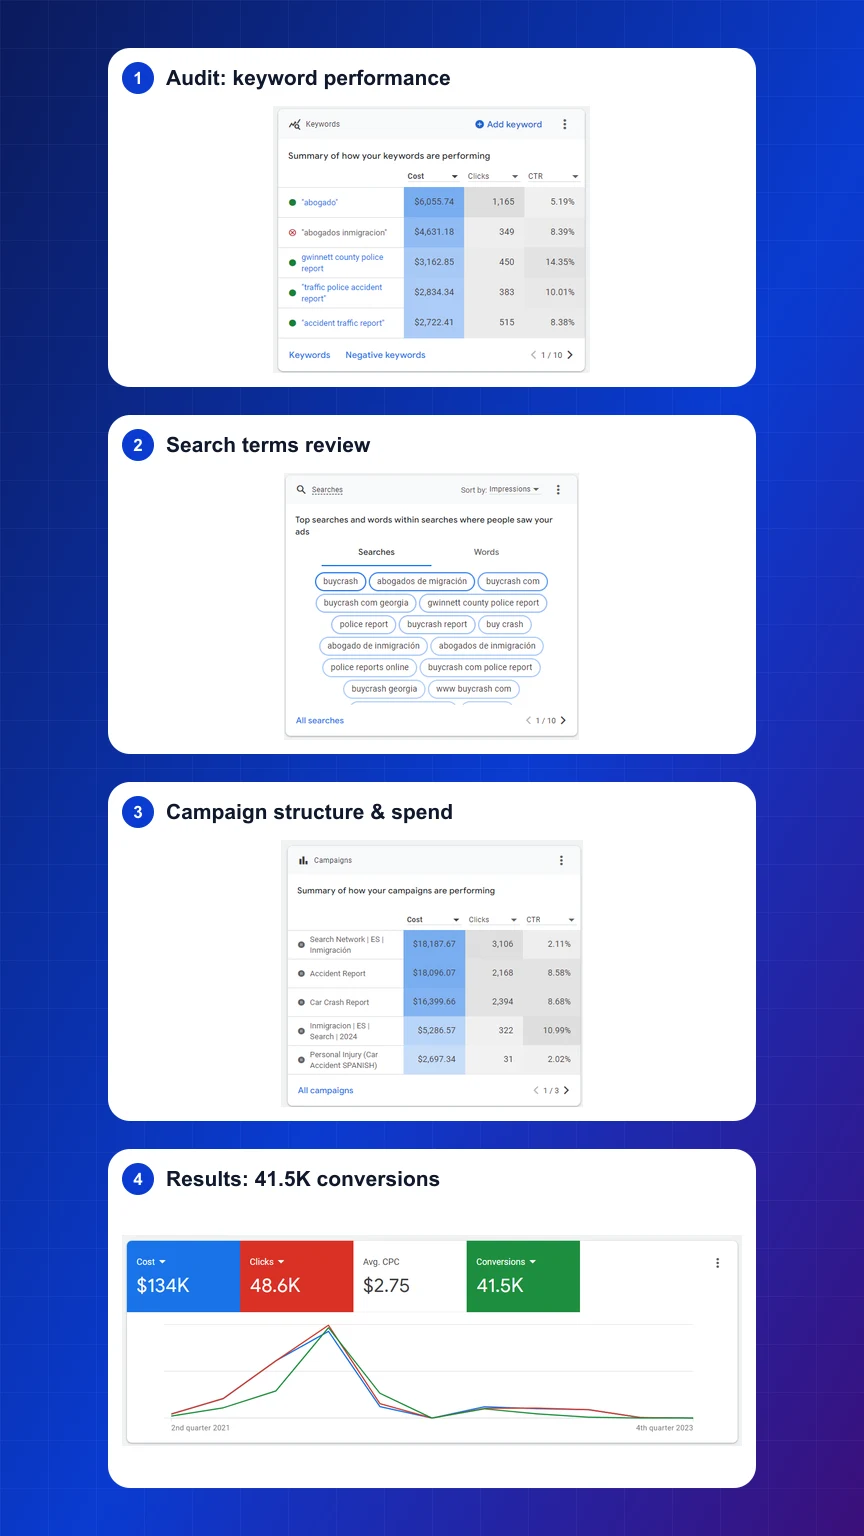 1 Audit: keyword performance
Keywords Add keyword
Summary of how your keywords are performing
Cost Clicks CTR
"abogado" $6,055.74 1,165 5.19%
"abogados inmigracion" $4,631.18 349 8.39%
gwinnett county police
report $3,162.85 450 14.35%
"traffic police accident
report" $2,834.34 383 10.01%
"accident traffic report" $2,722.41 515 8.38%
Keywords Negative keywords 1 / 10
2 Search terms review
Searches Sort by: Impressions
Top searches and words within searches where people saw your
ads
Searches Words
buycrash abogados de migración buycrash com
buycrash com georgia gwinnett county police report
police report buycrash report buy crash
abogado de inmigración abogados de inmigración
police reports online buycrash com police report
buycrash georgia www buycrash com
All searches 1 / 10
3 Campaign structure & spend
Campaigns
Summary of how your campaigns are performing
Cost Clicks CTR
Search Network | ES |
Inmigración $18,187.67 3,106 2.11%
Accident Report $18,096.07 2,168 8.58%
Car Crash Report $16,399.66 2,394 8.68%
Inmigracion | ES |
Search | 2024 $5,286.57 322 10.99%
Personal Injury (Car
Accident SPANISH) $2,697.34 31 2.02%
All campaigns 1 / 3
4 Results: 41.5K conversions
Cost Clicks Avg. CPC Conversions
$134K 48.6K $2.75 41.5K
2nd quarter 2021 4th quarter 2023